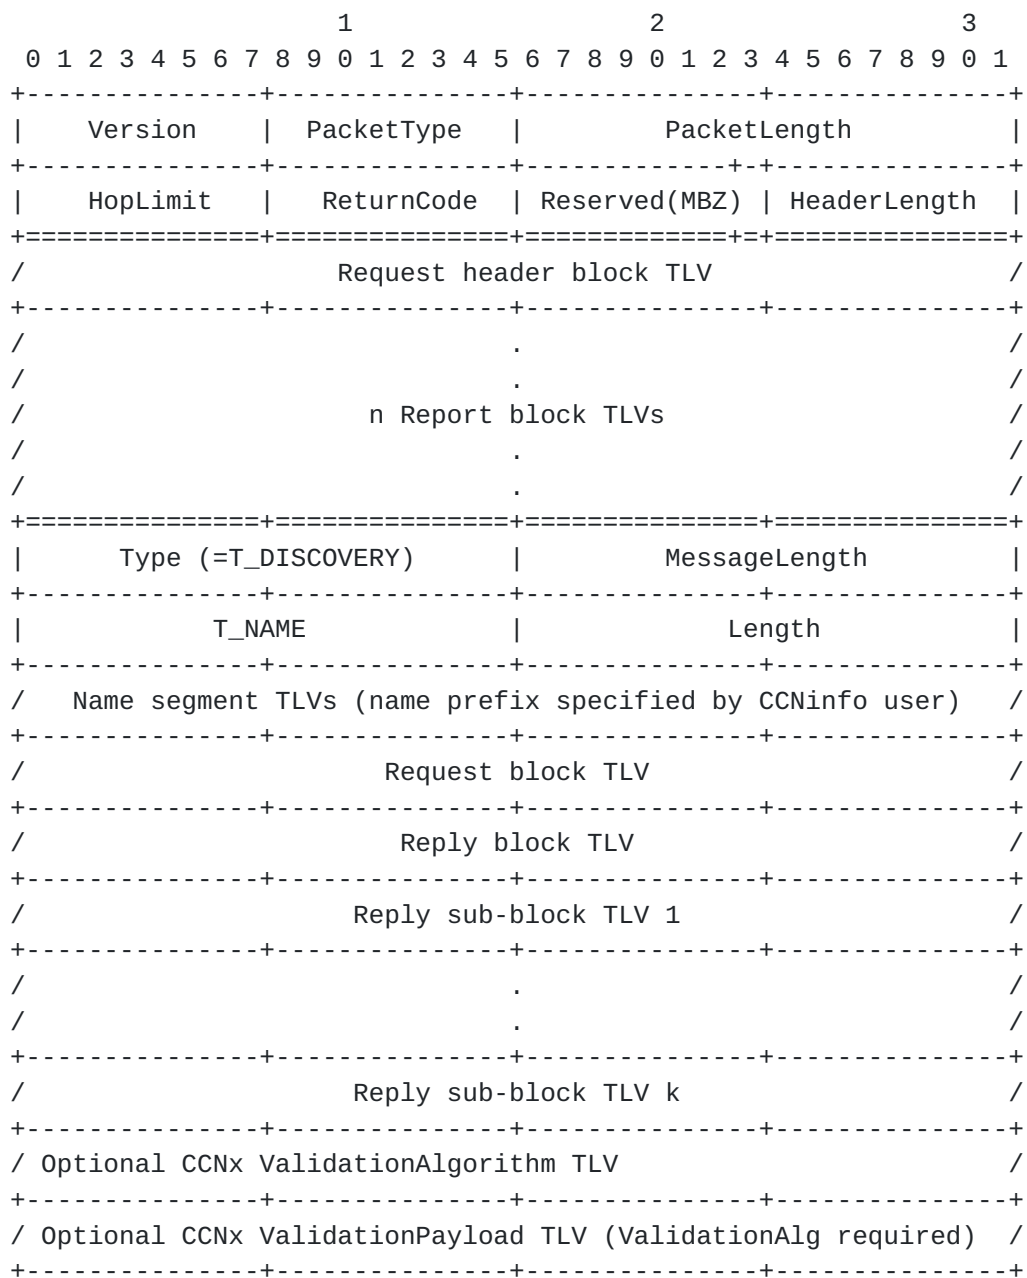 1                   2                   3
 0 1 2 3 4 5 6 7 8 9 0 1 2 3 4 5 6 7 8 9 0 1 2 3 4 5 6 7 8 9 0 1
+---------------+---------------+---------------+---------------+
|    Version    |  PacketType   |         PacketLength          |
+---------------+---------------+-------------+-+---------------+
|    HopLimit   |   ReturnCode  | Reserved(MBZ) | HeaderLength  |
+===============+===============+=============+=+===============+
/                    Request header block TLV                   /
+---------------+---------------+---------------+---------------+
/                               .                               /
/                               .                               /
/                      n Report block TLVs                      /
/                               .                               /
/                               .                               /
+===============+===============+===============+===============+
|      Type (=T_DISCOVERY)      |         MessageLength         |
+---------------+---------------+---------------+---------------+
|            T_NAME             |             Length            |
+---------------+---------------+---------------+---------------+
/   Name segment TLVs (name prefix specified by CCNinfo user)   /
+---------------+---------------+---------------+---------------+
/                       Request block TLV                       /
+---------------+---------------+---------------+---------------+
/                        Reply block TLV                        /
+---------------+---------------+---------------+---------------+
/                     Reply sub-block TLV 1                     /
+---------------+---------------+---------------+---------------+
/                               .                               /
/                               .                               /
+---------------+---------------+---------------+---------------+
/                     Reply sub-block TLV k                     /
+---------------+---------------+---------------+---------------+
/ Optional CCNx ValidationAlgorithm TLV                         /
+---------------+---------------+---------------+---------------+
/ Optional CCNx ValidationPayload TLV (ValidationAlg required)  /
+---------------+---------------+---------------+---------------+